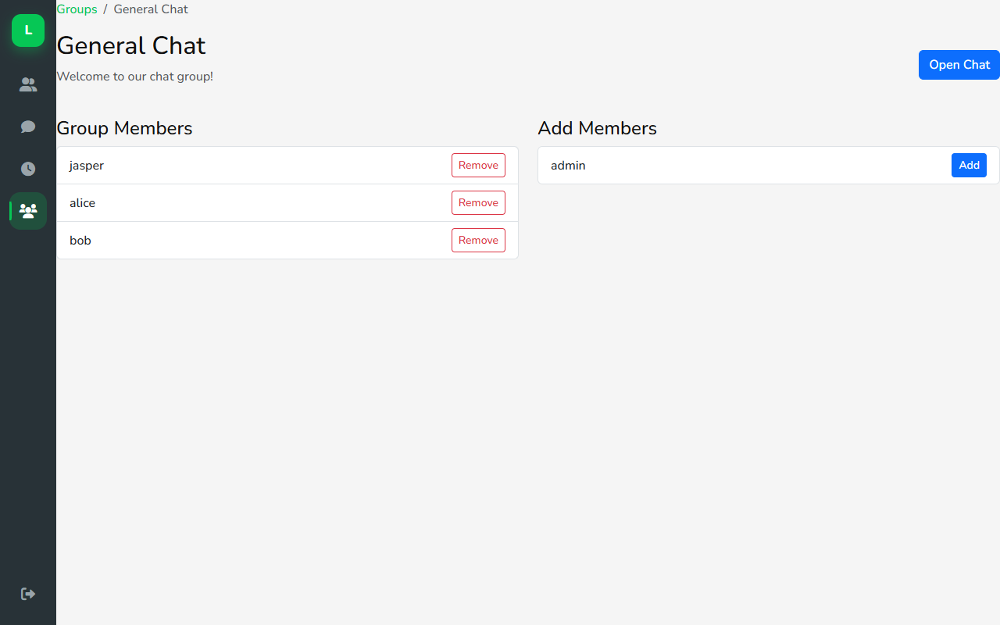 L
Groups / General Chat
General Chat
Welcome to our chat group!
Open Chat
Group Members
jasper Remove
alice Remove
bob Remove
Add Members
admin Add